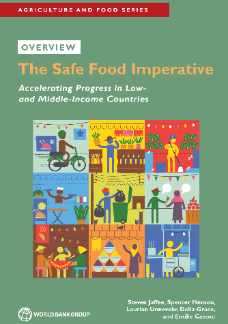 AGRICULTURE AND FOOD SERIES
OVERVIEW
The Safe Food Imperative
Accelerating Progress in Low-
and Middle-Income Countries
Steven Jaffee, Spencer Henson,
Laurian Unnevehr, Delia Grace,
and Emilie Cassou
WORLD BANK GROUP